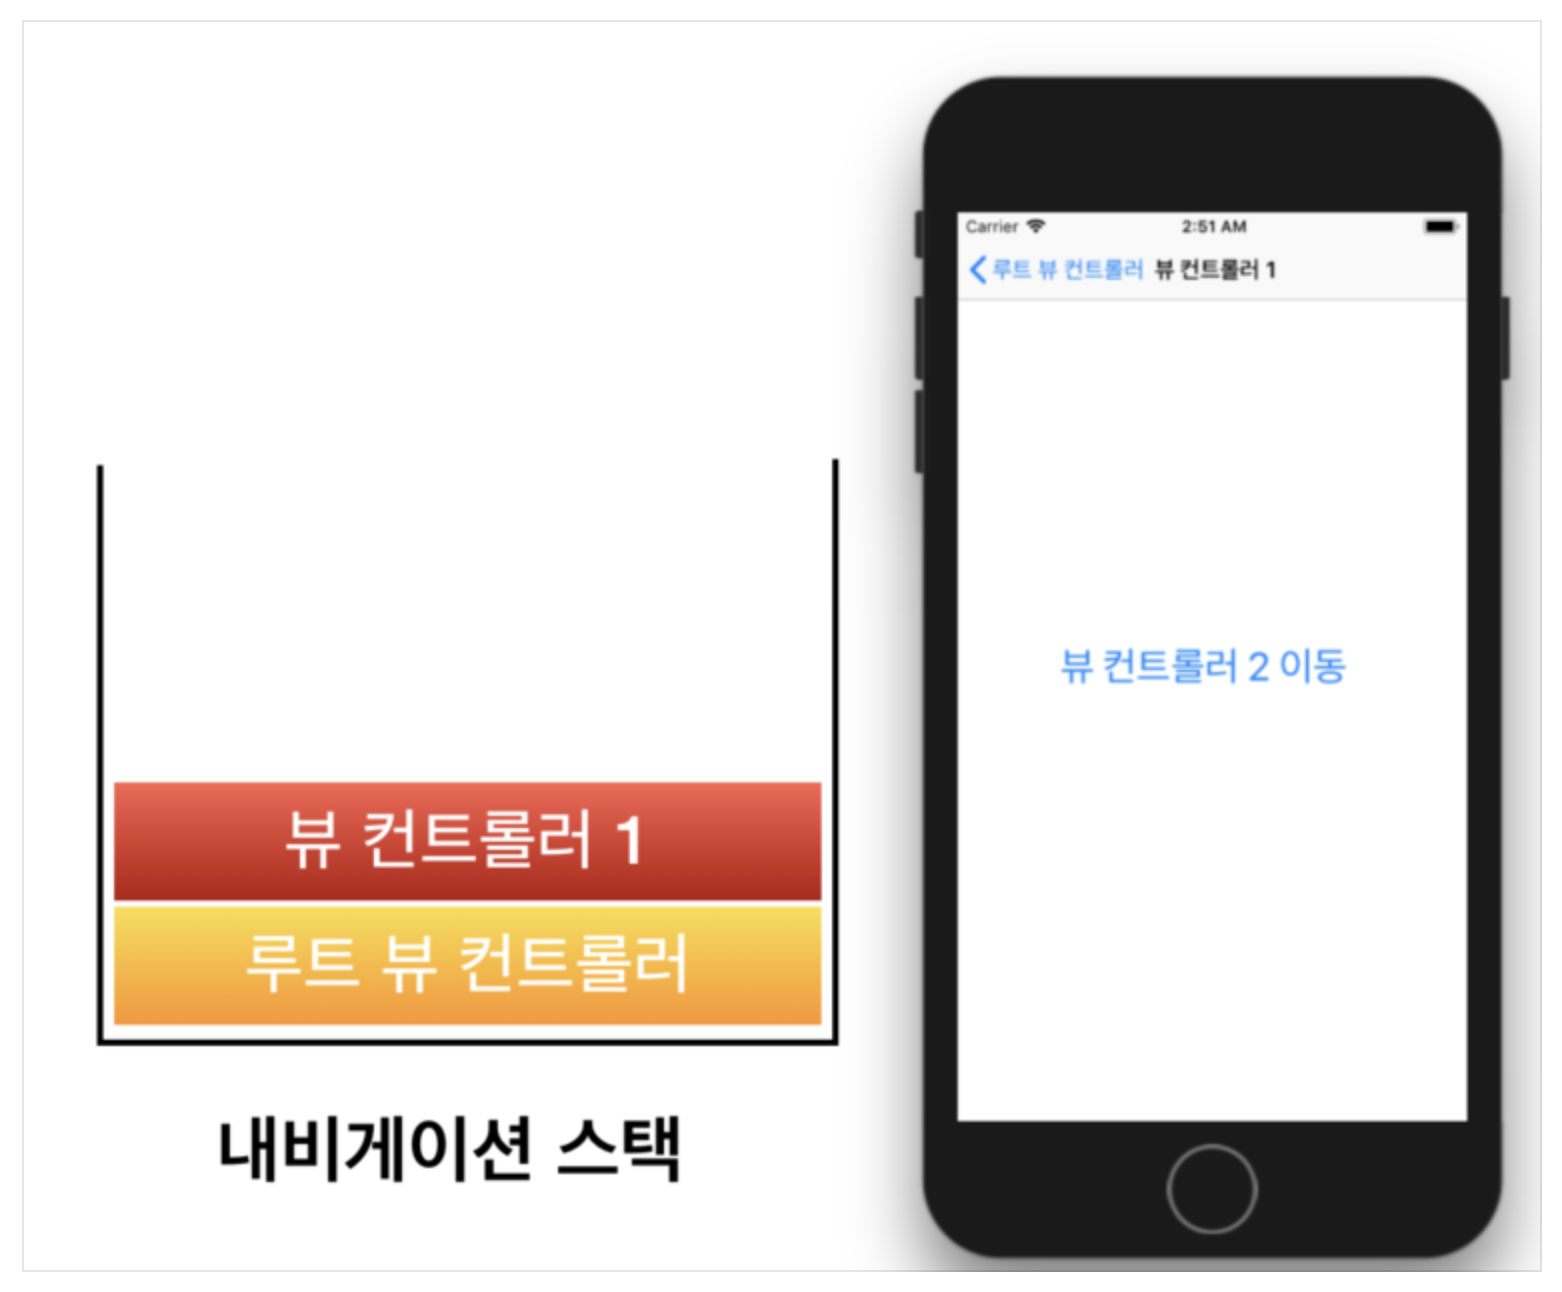 뷰 컨트롤러 1
루트 뷰 컨트롤러
내비게이션 스택
Carrier 2:51 AM
루트 뷰 컨트롤러 뷰 컨트롤러 1
뷰 컨트롤러 2 이동